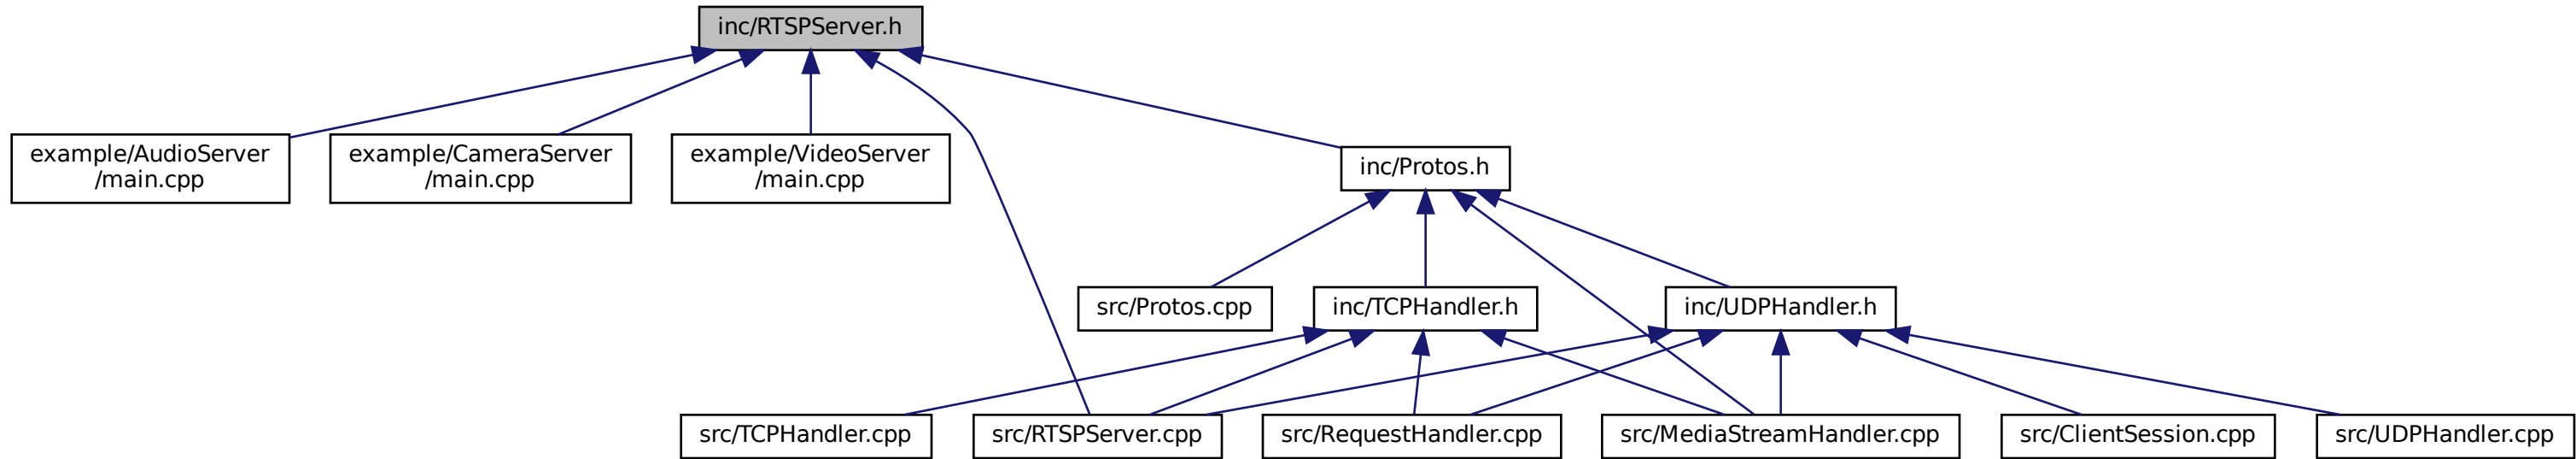 inc/RTSPServer.h
example/AudioServer
/main.cpp
example/CameraServer
/main.cpp
example/VideoServer
/main.cpp
inc/Protos.h
src/Protos.cpp
inc/TCPHandler.h
inc/UDPHandler.h
src/TCPHandler.cpp
src/RTSPServer.cpp
src/RequestHandler.cpp
src/MediaStreamHandler.cpp
src/ClientSession.cpp
src/UDPHandler.cpp